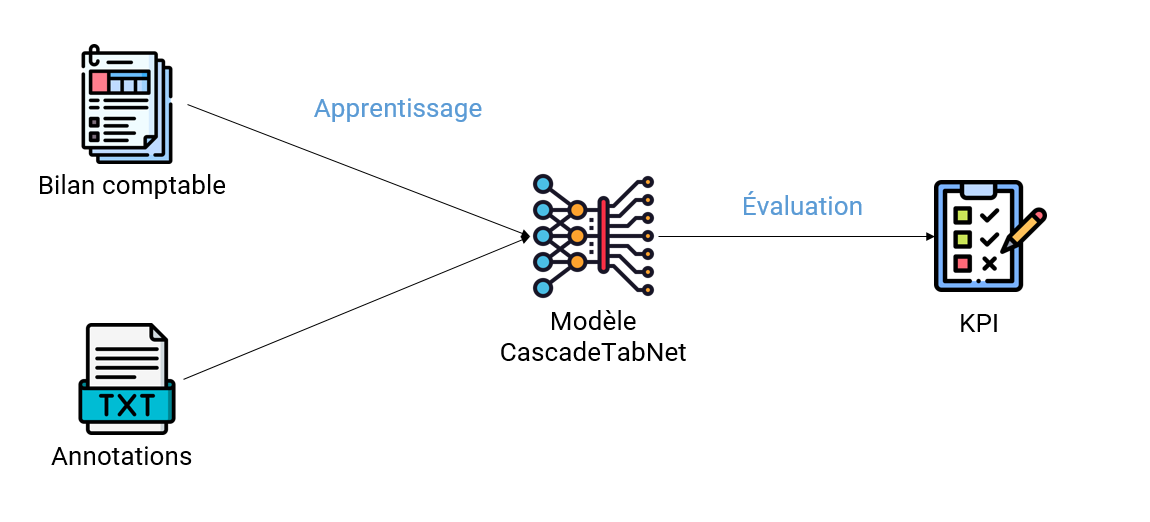 Apprentissage
Bilan comptable
Évaluation
Modèle
CascadeTabNet
KPI
TXT
Annotations